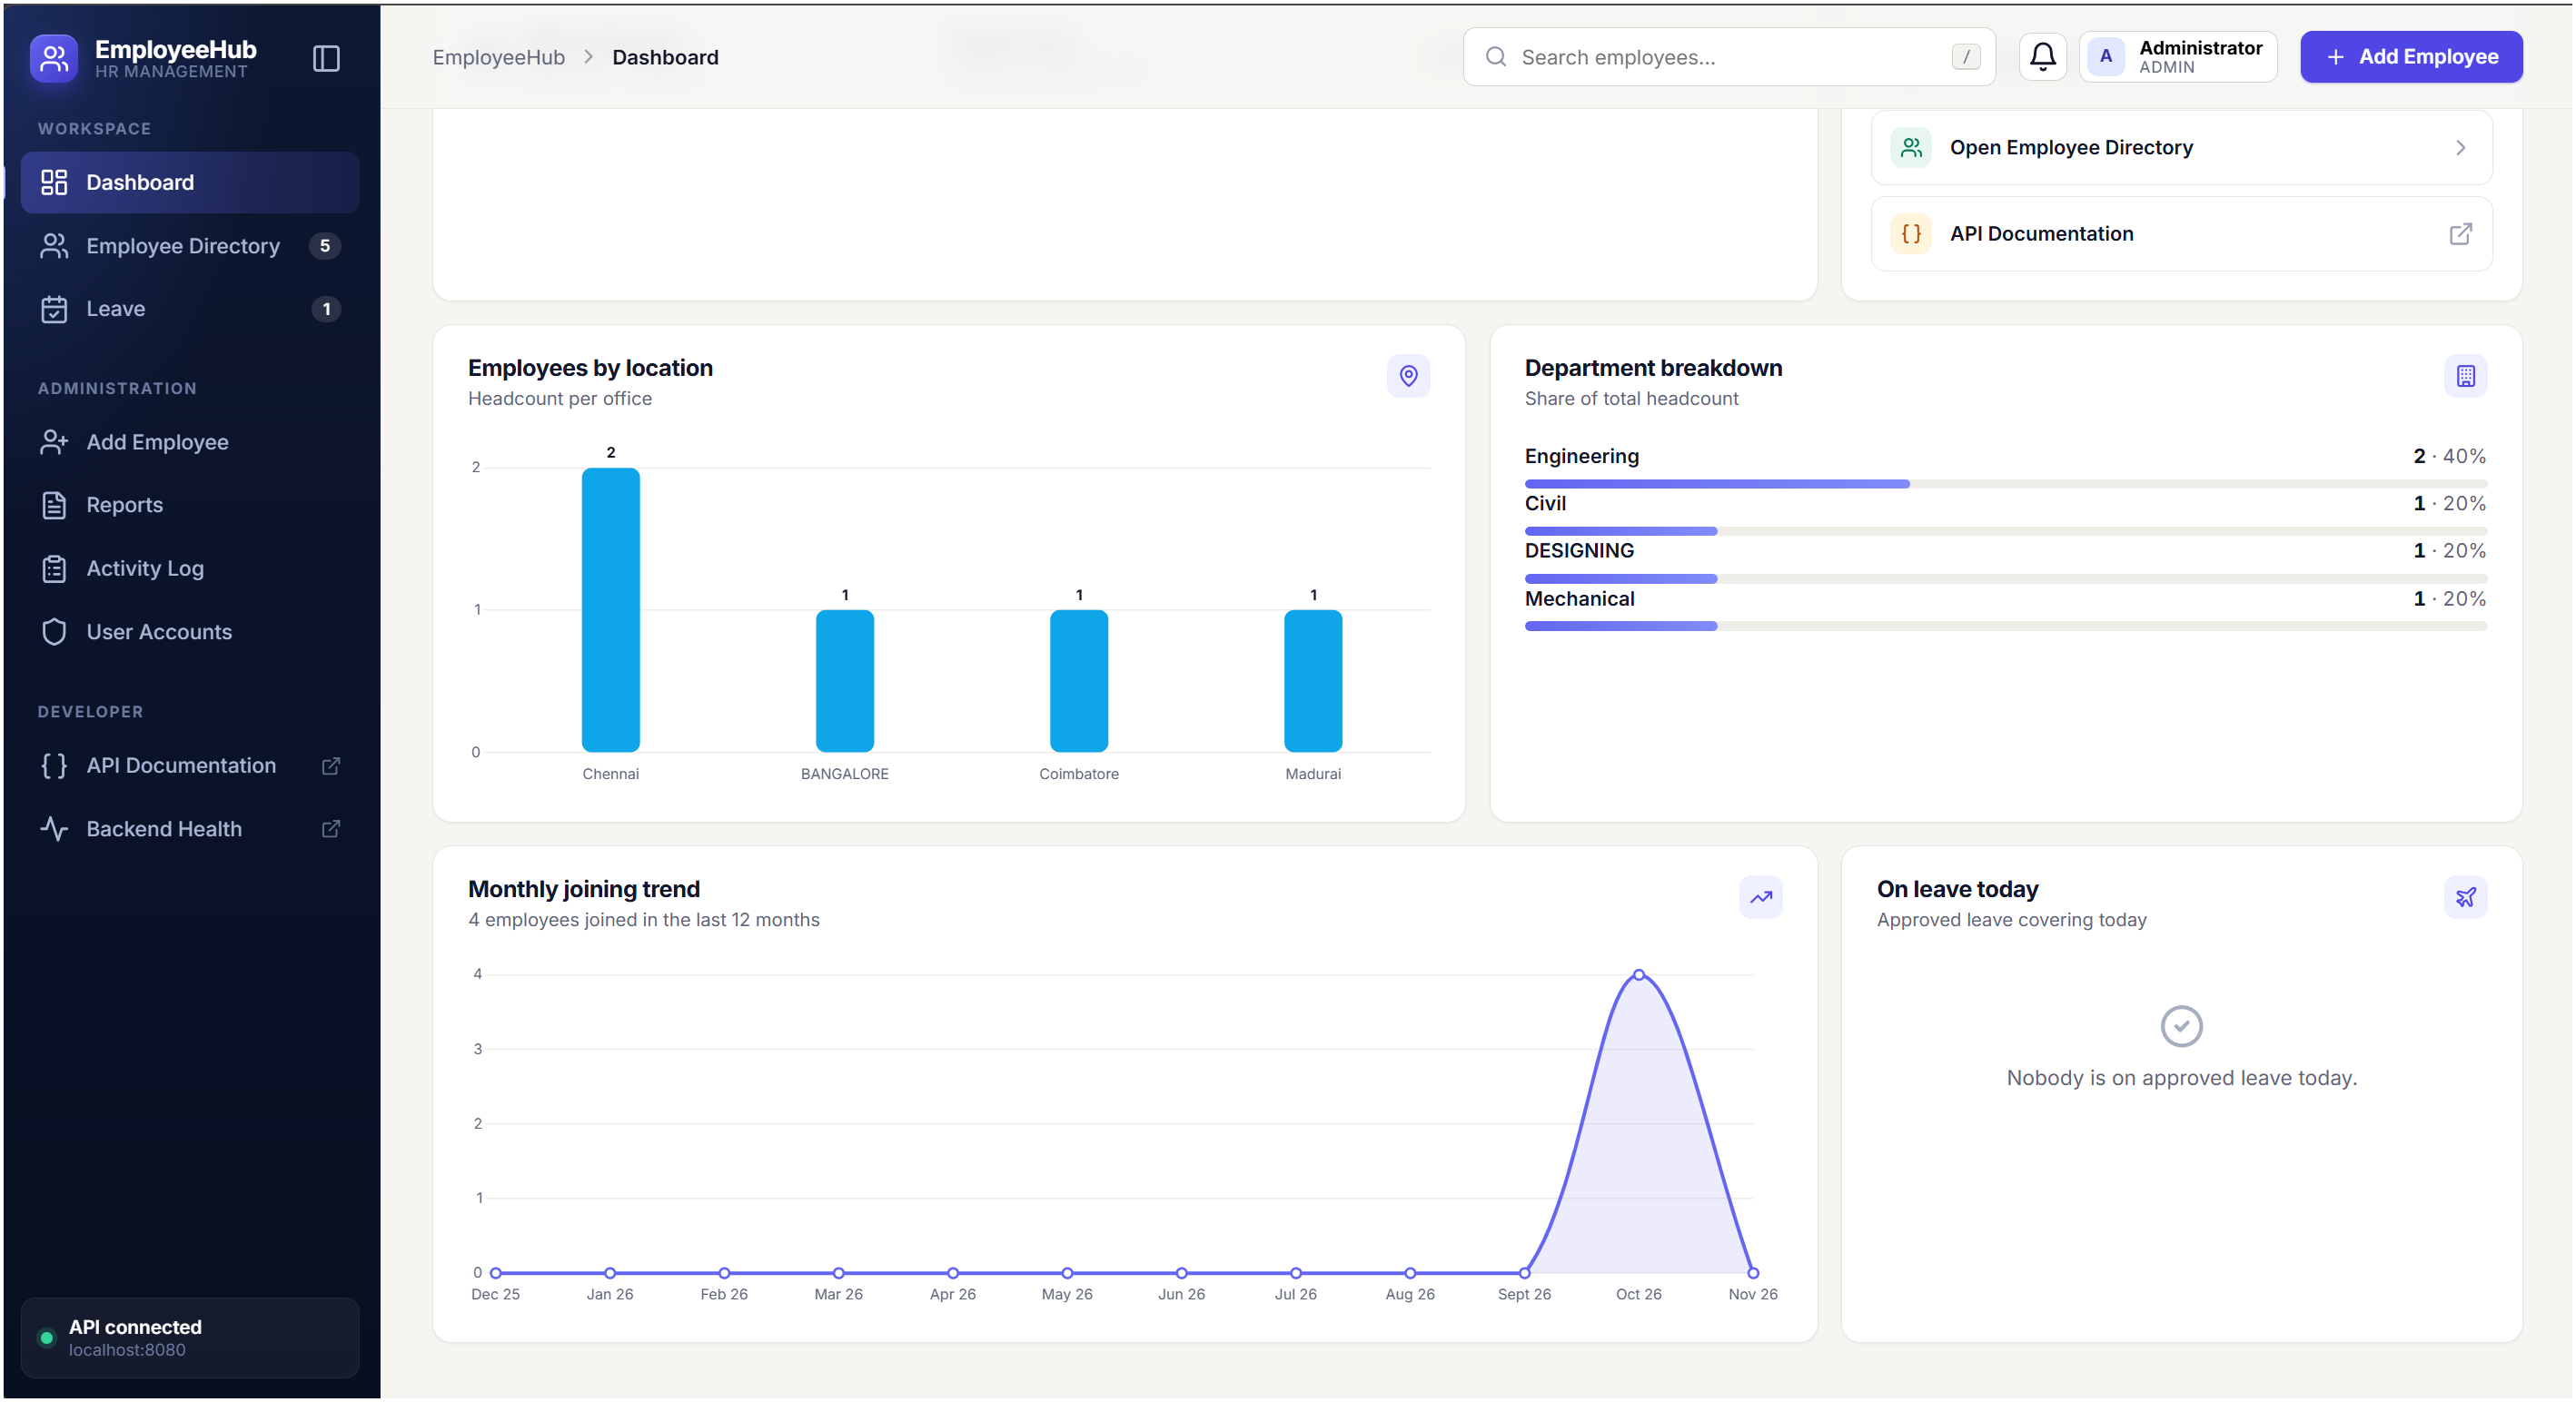 EmployeeHub
HR MANAGEMENT
WORKSPACE
Dashboard
Employee Directory 5
Leave 1
ADMINISTRATION
Add Employee
Reports
Activity Log
User Accounts
DEVELOPER
{ } API Documentation
Backend Health
API connected
localhost:8080
EmployeeHub > Dashboard
Search employees... /
A Administrator
ADMIN
+ Add Employee
Open Employee Directory
{ } API Documentation
Employees by location
Headcount per office
2
2
1 1 1
1
0
Chennai BANGALORE Coimbatore Madurai
Department breakdown
Share of total headcount
Engineering 2 · 40%
Civil 1 · 20%
DESIGNING 1 · 20%
Mechanical 1 · 20%
Monthly joining trend
4 employees joined in the last 12 months
4
3
2
1
0
Dec 25 Jan 26 Feb 26 Mar 26 Apr 26 May 26 Jun 26 Jul 26 Aug 26 Sept 26 Oct 26 Nov 26
On leave today
Approved leave covering today
Nobody is on approved leave today.